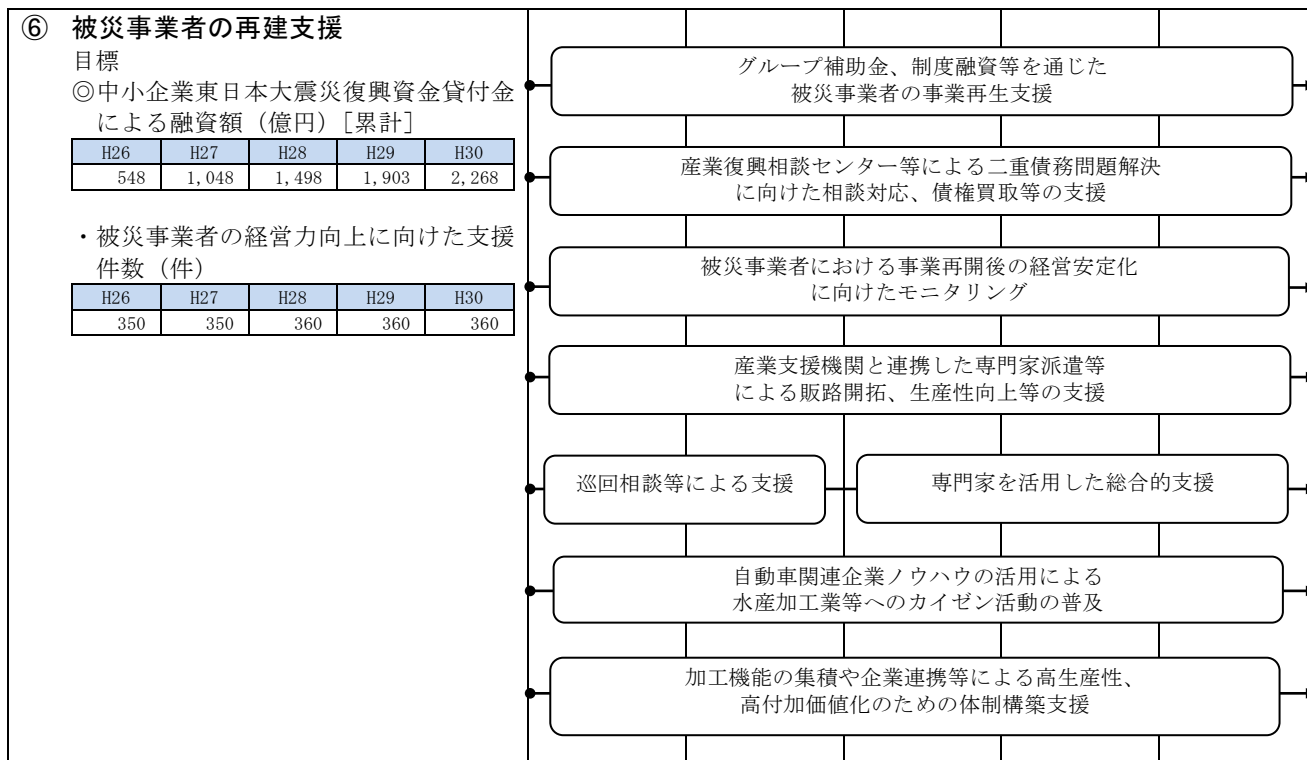 ⑥ 被災事業者の再建支援
目標
◎中小企業東日本大震災復興資金貸付金
による融資額（億円）［累計］
H26 H27 H28 H29 H30
548 1,048 1,498 1,903 2,268
・被災事業者の経営力向上に向けた支援
件数（件）
H26 H27 H28 H29 H30
350 350 360 360 360
グループ補助金、制度融資等を通じた
被災事業者の事業再生支援
産業復興相談センター等による二重債務問題解決
に向けた相談対応、債権買取等の支援
被災事業者における事業再開後の経営安定化
に向けたモニタリング
産業支援機関と連携した専門家派遣等
による販路開拓、生産性向上等の支援
巡回相談等による支援
専門家を活用した総合的支援
自動車関連企業ノウハウの活用による
水産加工業等へのカイゼン活動の普及
加工機能の集積や企業連携等による高生産性、
高付加価値化のための体制構築支援